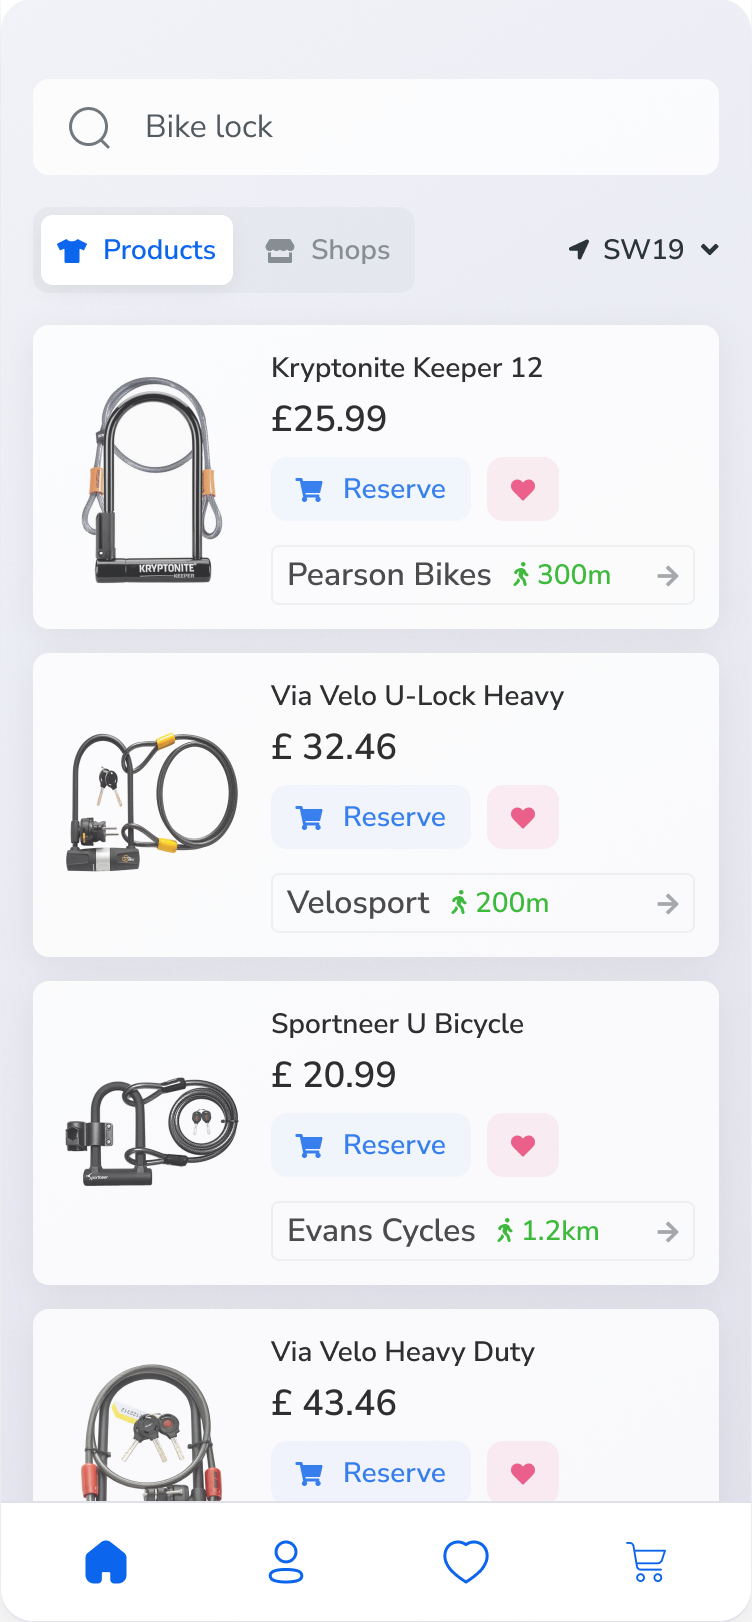 Bike lock
Products
Shops
SW19
Kryptonite Keeper 12
£25.99
Reserve
KRYPTONITE
KEEPER
Pearson Bikes 300m
Via Velo U-Lock Heavy
£ 32.46
Reserve
Velosport 200m
Sportneer U Bicycle
£ 20.99
Reserve
Sportneer
Evans Cycles 1.2km
Via Velo Heavy Duty
£ 43.46
Reserve